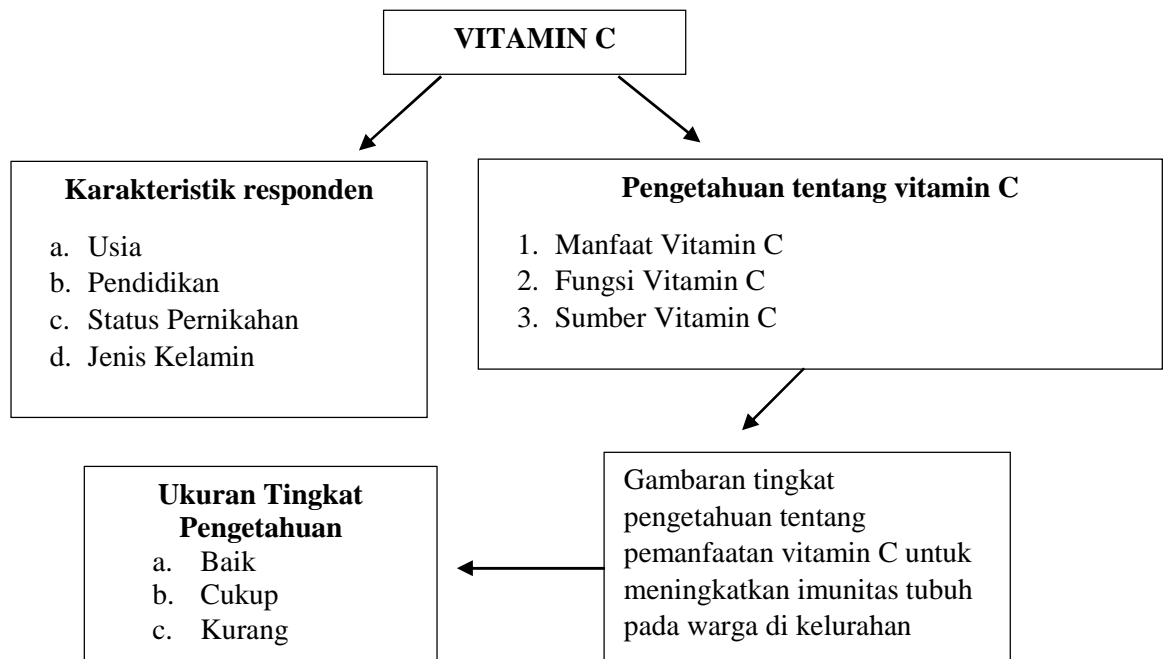 VITAMIN C
Karakteristik responden
a. Usia
b. Pendidikan
c. Status Pernikahan
d. Jenis Kelamin
Pengetahuan tentang vitamin C
1. Manfaat Vitamin C
2. Fungsi Vitamin C
3. Sumber Vitamin C
Ukuran Tingkat
Pengetahuan
a. Baik
b. Cukup
c. Kurang
Gambaran tingkat
pengetahuan tentang
pemanfaatan vitamin C untuk
meningkatkan imunitas tubuh
pada warga di kelurahan